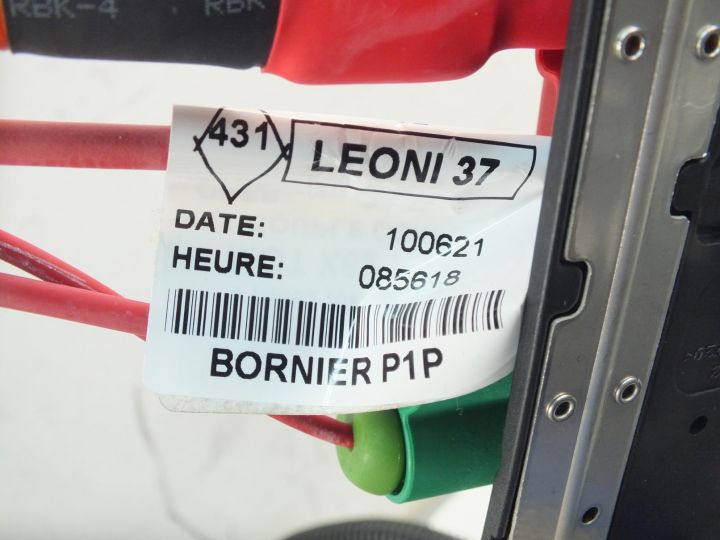 RBK-4 RBK
431
LEONI 37
DATE: 100621
HEURE: 085618
BORNIER P1P